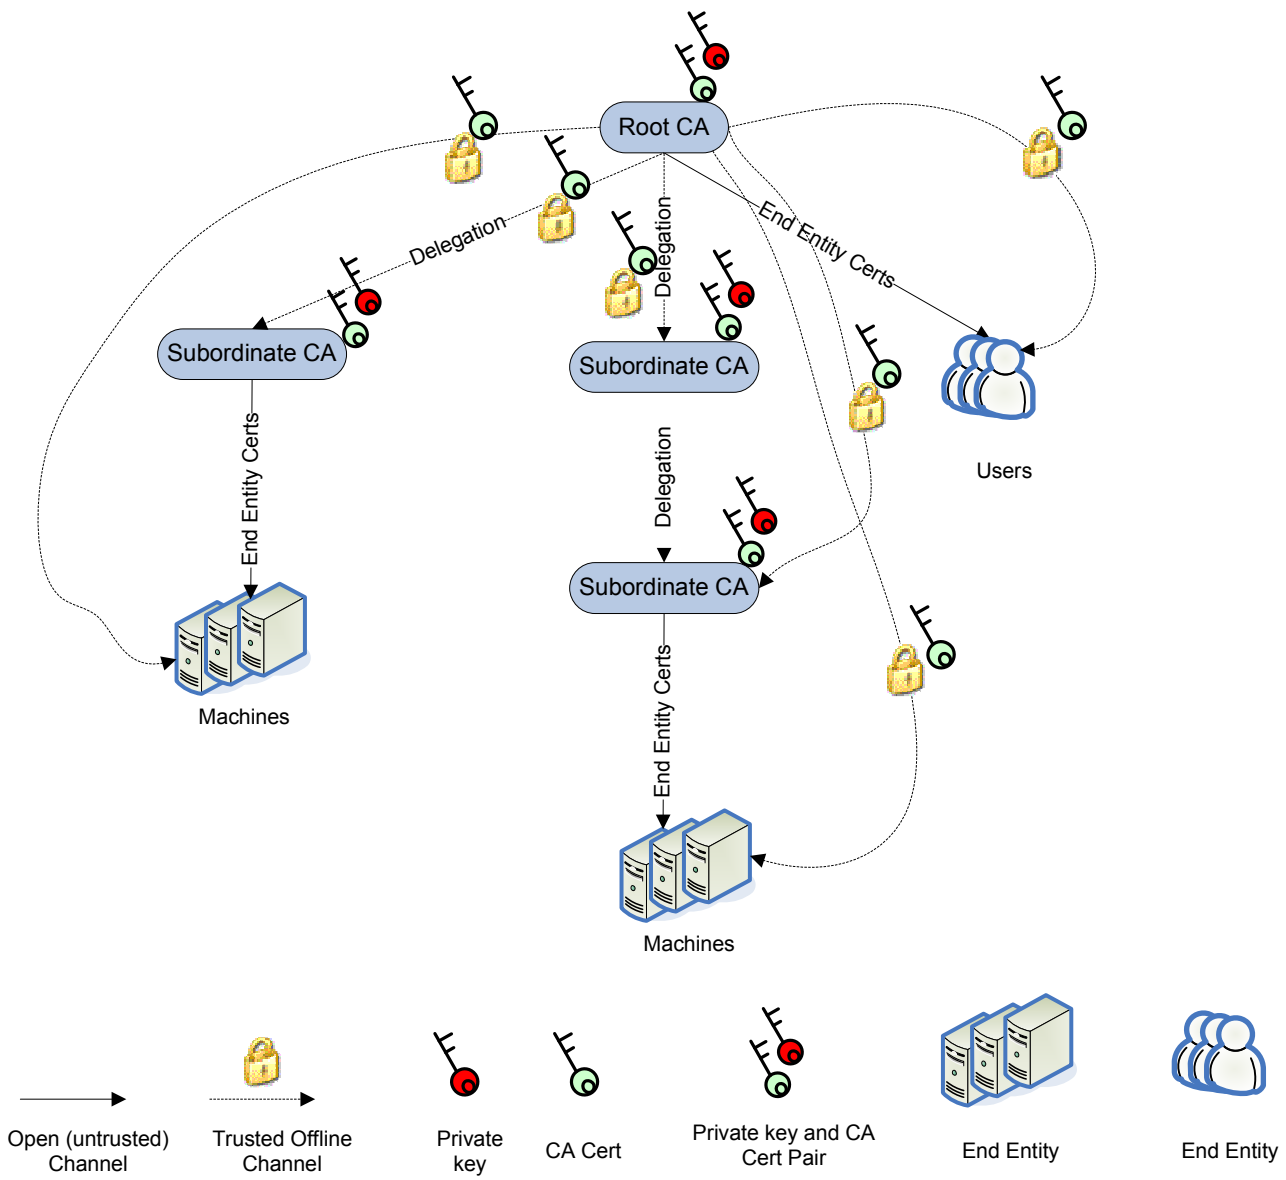 Root CA
Delegation
Delegation
End Entity Certs
Subordinate CA
Subordinate CA
Users
End Entity Certs
Delegation
Subordinate CA
Machines
End Entity Certs
Machines
Open (untrusted)
Channel
Trusted Offline
Channel
Private
key
CA Cert
Private key and CA
Cert Pair
End Entity
End Entity